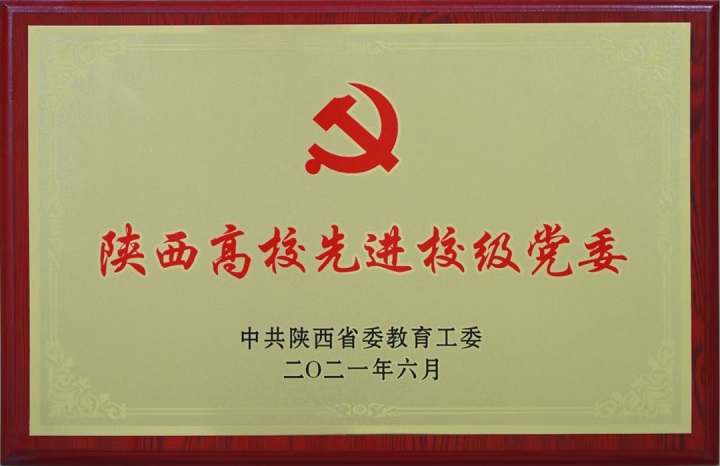 陕西高校先进校级党委
中共陕西省委教育工委
二〇二一年六月